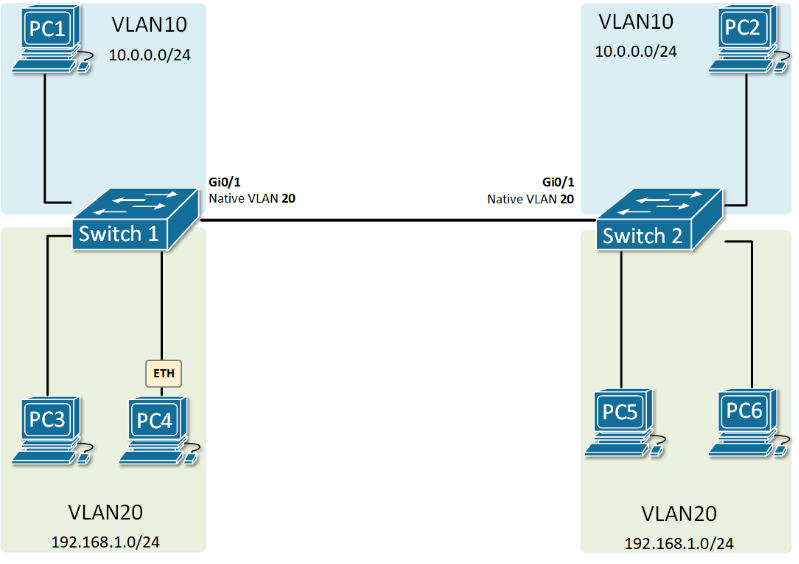 PC1
VLAN10
10.0.0.0/24
VLAN10
10.0.0.0/24
PC2
Gi0/1
Native VLAN 20
Gi0/1
Native VLAN 20
Switch 1
Switch 2
ETH
PC3
PC4
PC5
PC6
VLAN20
192.168.1.0/24
VLAN20
192.168.1.0/24